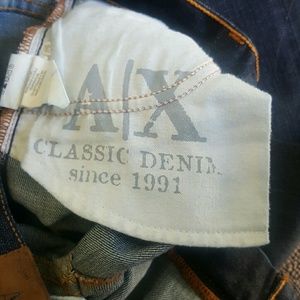 A|X
CLASSIC DENIM
since 1991